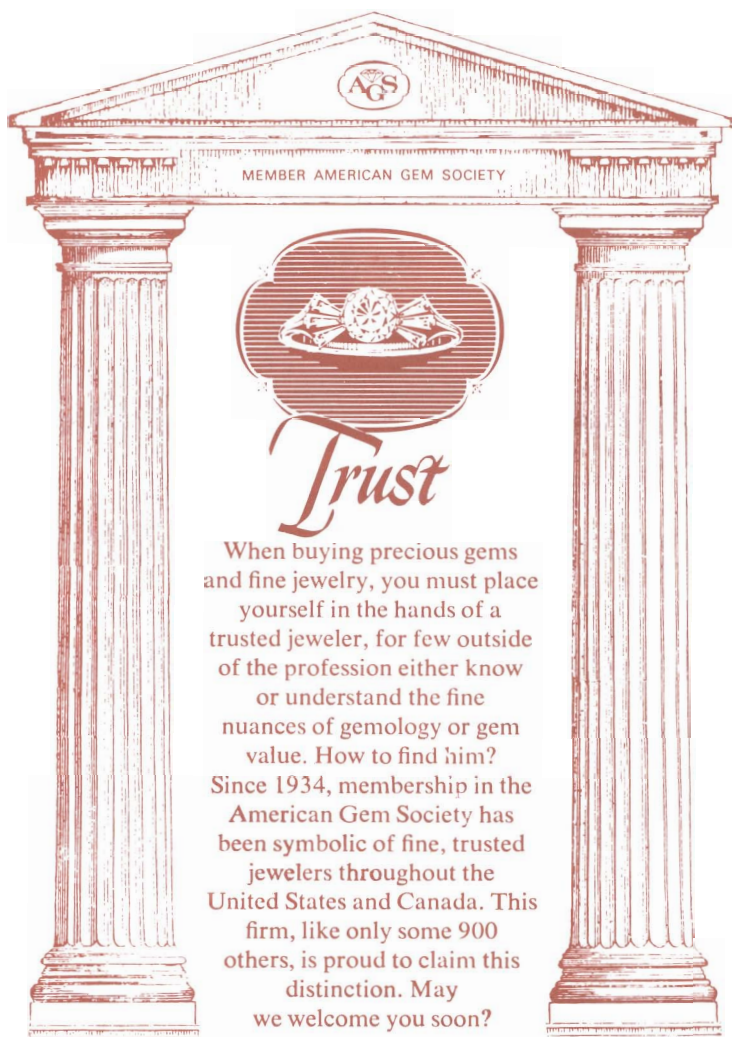 AGS
MEMBER AMERICAN GEM SOCIETY
Trust
When buying precious gems
and fine jewelry, you must place
yourself in the hands of a
trusted jeweler, for few outside
of the profession either know
or understand the fine
nuances of gemology or gem
value. How to find him?
Since 1934, membership in the
American Gem Society has
been symbolic of fine, trusted
jewelers throughout the
United States and Canada. This
firm, like only some 900
others, is proud to claim this
distinction. May
we welcome you soon?